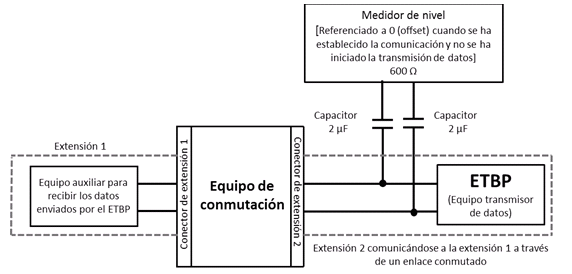 Medidor de nivel
[Referenciado a 0 (offset) cuando se ha
establecido la comunicación y no se ha
iniciado la transmisión de datos]
600 Ω
Capacitor
2 µF
Capacitor
2 µF
Extensión 1
Equipo auxiliar para
recibir los datos
enviados por el ETBP
Conector de extensión 1
Equipo de
conmutación
Conector de extensión 2
ETBP
(Equipo transmisor
de datos)
Extensión 2 comunicándose a la extensión 1 a través
de un enlace conmutado